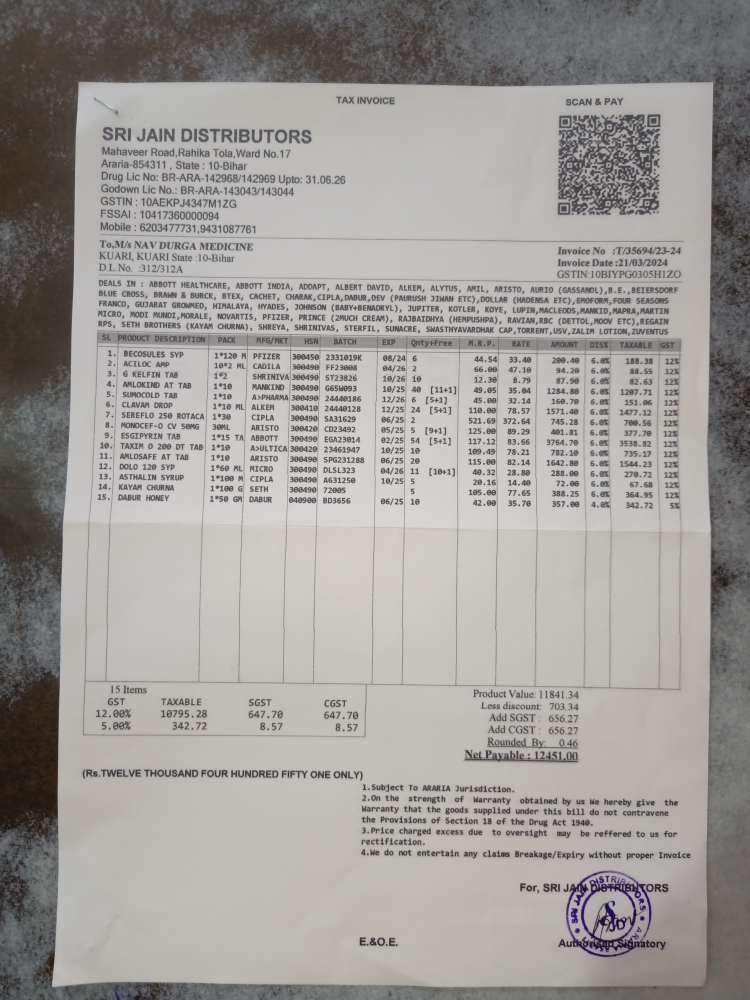 TAX INVOICE
SCAN & PAY
SRI JAIN DISTRIBUTORS
Mahaveer Road,Rahika Tola,Ward No.17
Araria-854311 , State : 10-Bihar
Drug Lic No: BR-ARA-142968/142969 Upto: 31.06.26
Godown Lic No.: BR-ARA-143043/143044
GSTIN : 10AEKPJ4347M1ZG
FSSAI : 10417360000094
Mobile : 6203477731,9431087761
To,M/s NAV DURGA MEDICINE
KUARI, KUARI State :10-Bihar
D.L.No. :312/312A
Invoice No :T/35694/23-24
Invoice Date :21/03/2024
GSTIN:10BIYPG0305H1ZO
DEALS IN : ABBOTT HEALTHCARE, ABBOTT INDIA, ADDAPT, ALBERT DAVID, ALKEM, ALYTUS, AMIL, ARISTO, AURIO (GASSANOL),B.E.,BEIERSDORF
BLUE CROSS, BRAWN & BURCK, BTEX, CACHET, CHARAK,CIPLA,DABUR,DEV (PAURUSH JIWAN ETC),DOLLAR (HADENSA ETC),EMOFORM,FOUR SEASONS
FRANCO, GUJARAT GROWMED, HIMALAYA, HYADES, JOHNSON (BABY+BENADRYL), JUPITER, KOTLER, KOYE, LUPIN,MACLEODS,MANKID,MAPRA,MARTIN
MICRO, MODI MUNDI,MORALE, NOVARTIS, PFIZER, PRINCE (2MUCH CREAM), RAJBAIDHYA (HEMPUSHPA), RAVIAN,RBC (DETTOL,MOOV ETC),REGAIN
RPS, SETH BROTHERS (KAYAM CHURNA), SHREYA, SHRINIVAS, STERFIL, SUNACRE, SWASTHYAVARDHAK CAP,TORRENT,USV,ZALIM LOTION,ZUVENTUS
SL PRODUCT DESCRIPTION PACK MFG/MKT HSN BATCH EXP Qnty+Free M.R.P. RATE AMOUNT DIS% TAXABLE GST
1. BECOSULES SYP 1*120 M PFIZER 300450 2331019K 08/24 6 44.54 33.40 200.40 6.0% 188.38 12%
2. ACILOC AMP 10*2 ML CADILA 300490 FF23008 04/26 2 66.00 47.10 94.20 6.0% 88.55 12%
3. G KELFIN TAB 1*2 SHRINIVA 300490 ST23826 10/26 10 12.30 8.79 87.90 6.0% 82.63 12%
4. AMLOKIND AT TAB 1*10 MANKIND 300490 G65W093 10/25 40 [11+1] 49.05 35.04 1284.80 6.0% 1207.71 12%
5. SUMOCOLD TAB 1*10 A>PHARMA 300490 24440186 12/26 6 [5+1] 45.00 32.14 160.70 6.0% 151.06 12%
6. CLAVAM DROP 1*10 ML ALKEM 300410 24440128 12/25 24 [5+1] 110.00 78.57 1571.40 6.0% 1477.12 12%
7. SEREFLO 250 ROTACA 1*30 CIPLA 300490 SA31629 06/25 2 521.69 372.64 745.28 6.0% 700.56 12%
8. MONOCEF-O CV 50MG 30ML ARISTO 300420 CD23492 05/25 5 [9+1] 125.00 89.29 401.81 6.0% 377.70 12%
9. ESGIPYRIN TAB 1*15 TA ABBOTT 300490 EGA23014 02/25 54 [5+1] 117.12 83.66 3764.70 6.0% 3538.82 12%
10. TAXIM O 200 DT TAB 1*10 A>ULTICA 300420 23461947 10/25 10 109.49 78.21 782.10 6.0% 735.17 12%
11. AMLOSAFE AT TAB 1*10 ARISTO 300490 SPG231288 06/25 20 115.00 82.14 1642.80 6.0% 1544.23 12%
12. DOLO 120 SYP 1*60 ML MICRO 300490 DLSL323 04/26 11 [10+1] 40.32 28.80 288.00 6.0% 270.72 12%
13. ASTHALIN SYRUP 1*100 M CIPLA 300490 A631250 10/25 5 20.16 14.40 72.00 6.0% 67.68 12%
14. KAYAM CHURNA 1*100 G SETH 300490 72005 5 105.00 77.65 388.25 6.0% 364.95 12%
15. DABUR HONEY 1*50 GM DABUR 040900 BD3656 06/25 10 42.00 35.70 357.00 4.0% 342.72 5%
15 Items
GST TAXABLE SGST CGST
12.00% 10795.28 647.70 647.70
5.00% 342.72 8.57 8.57
Product Value: 11841.34
Less discount: 703.34
Add SGST : 656.27
Add CGST : 656.27
Rounded By: 0.46
Net Payable : 12451.00
(Rs.TWELVE THOUSAND FOUR HUNDRED FIFTY ONE ONLY)
1.Subject To ARARIA Jurisdiction.
2.On the strength of Warranty obtained by us We hereby give the
Warranty that the goods supplied under this bill do not contravene
the Provisions of Section 18 of the Drug Act 1940.
3.Price charged excess due to oversight may be reffered to us for
rectification.
4.We do not entertain any claims Breakage/Expiry without proper Invoice
For, SRI JAIN DISTRIBUTORS
SRI JAIN DISTRIBUTORS
E.&O.E.
Authorised Signatory